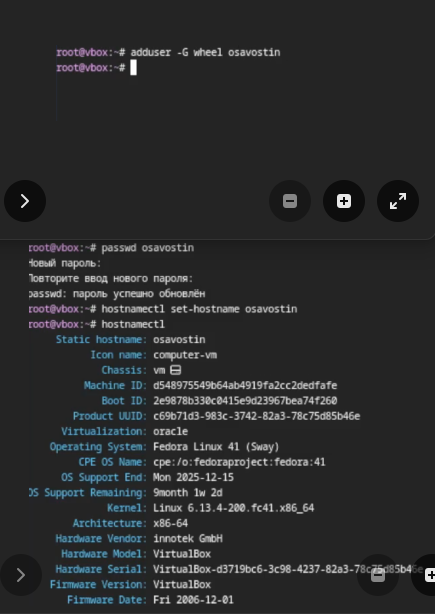 root@vbox:~# adduser -G wheel osavostin
root@vbox:~#
root@vbox:~# passwd osavostin
Новый пароль:
Повторите ввод нового пароля:
passwd: пароль успешно обновлён
root@vbox:~# hostnamectl set-hostname osavostin
root@vbox:~# hostnamectl
Static hostname: osavostin
Icon name: computer-vm
Chassis: vm
Machine ID: d548975549b64ab4919fa2cc2dedfafe
Boot ID: 2e9878b330c0415e9d23967bea74f260
Product UUID: c69b71d3-983c-3742-82a3-78c75d85b46e
Virtualization: oracle
Operating System: Fedora Linux 41 (Sway)
CPE OS Name: cpe:/o:fedoraproject:fedora:41
OS Support End: Mon 2025-12-15
OS Support Remaining: 9month 1w 2d
Kernel: Linux 6.13.4-200.fc41.x86_64
Architecture: x86-64
Hardware Vendor: innotek GmbH
Hardware Model: VirtualBox
Hardware Serial: VirtualBox-d3719bc6-3c98-4237-82a3-78c75d85b46e
Firmware Version: VirtualBox
Firmware Date: Fri 2006-12-01